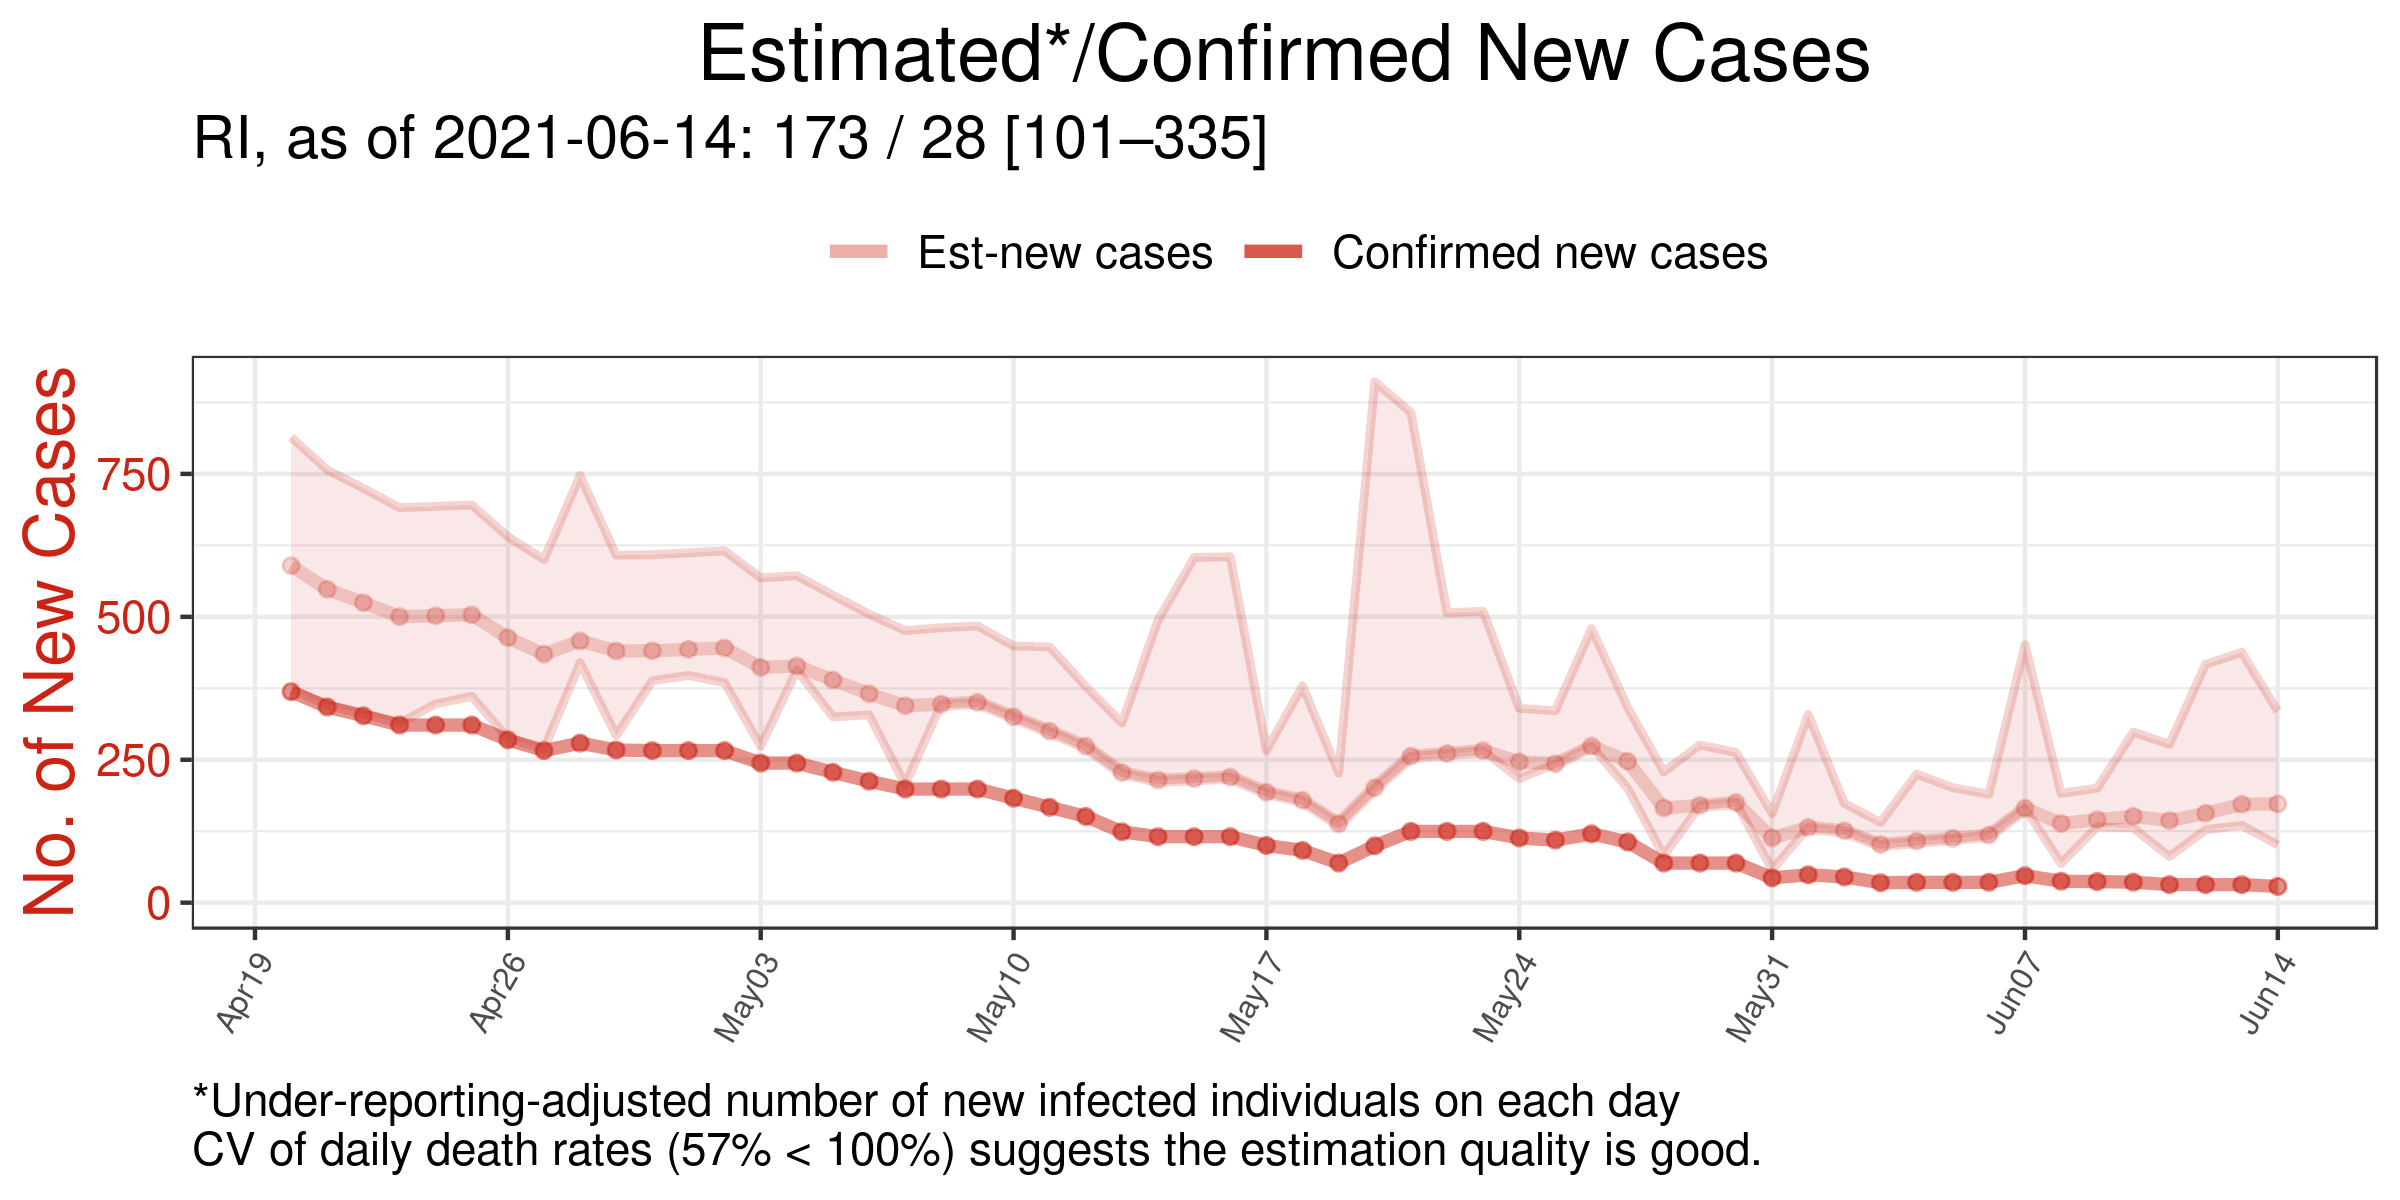 Estimated*/Confirmed New Cases
RI, as of 2021-06-14: 173 / 28 [101–335]
Est-new cases
Confirmed new cases
No. of New Cases
750
500
250
0
Apr19
Apr26
May03
May10
May17
May24
May31
Jun07
Jun14
*Under-reporting-adjusted number of new infected individuals on each day
CV of daily death rates (57% < 100%) suggests the estimation quality is good.